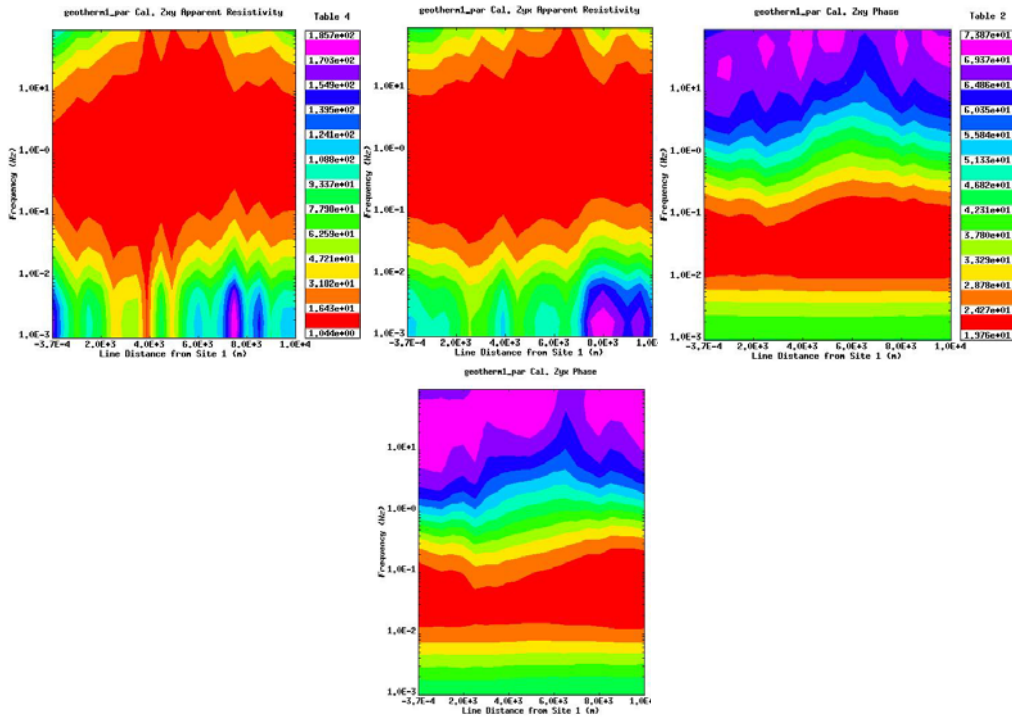 geotherm1_par Cal. Zxy Apparent Resistivity
Table 4
1.857e+02
1.703e+02
1.549e+02
1.395e+02
1.241e+02
1.088e+02
9.337e+01
7.798e+01
6.259e+01
4.721e+01
3.182e+01
1.643e+01
1.044e+00
Frequency (Hz)
1.0E+1
1.0E-0
1.0E-1
1.0E-2
1.0E-3
-3.7E-4 2.0E+3 4.0E+3 6.0E+3 8.0E+3 1.0E+4
Line Distance from Site 1 (m)
geotherm1_par Cal. Zyx Apparent Resistivity
Frequency (Hz)
1.0E+1
1.0E-0
1.0E-1
1.0E-2
1.0E-3
-3.7E-4 2.0E+3 4.0E+3 6.0E+3 8.0E+3 1.0E
Line Distance from Site 1 (m)
geotherm1_par Cal. Zxy Phase
Table 2
7.387e+01
6.937e+01
6.486e+01
6.035e+01
5.584e+01
5.133e+01
4.682e+01
4.231e+01
3.780e+01
3.329e+01
2.878e+01
2.427e+01
1.976e+01
Frequency (Hz)
1.0E+1
1.0E-0
1.0E-1
1.0E-2
1.0E-3
-3.7E-4 2.0E+3 4.0E+3 6.0E+3 8.0E+3 1.0E+4
Line Distance from Site 1 (m)
geotherm1_par Cal. Zyx Phase
Frequency (Hz)
1.0E+1
1.0E-0
1.0E-1
1.0E-2
1.0E-3
-3.7E-4 2.0E+3 4.0E+3 6.0E+3 8.0E+3 1.0E+4
Line Distance from Site 1 (m)